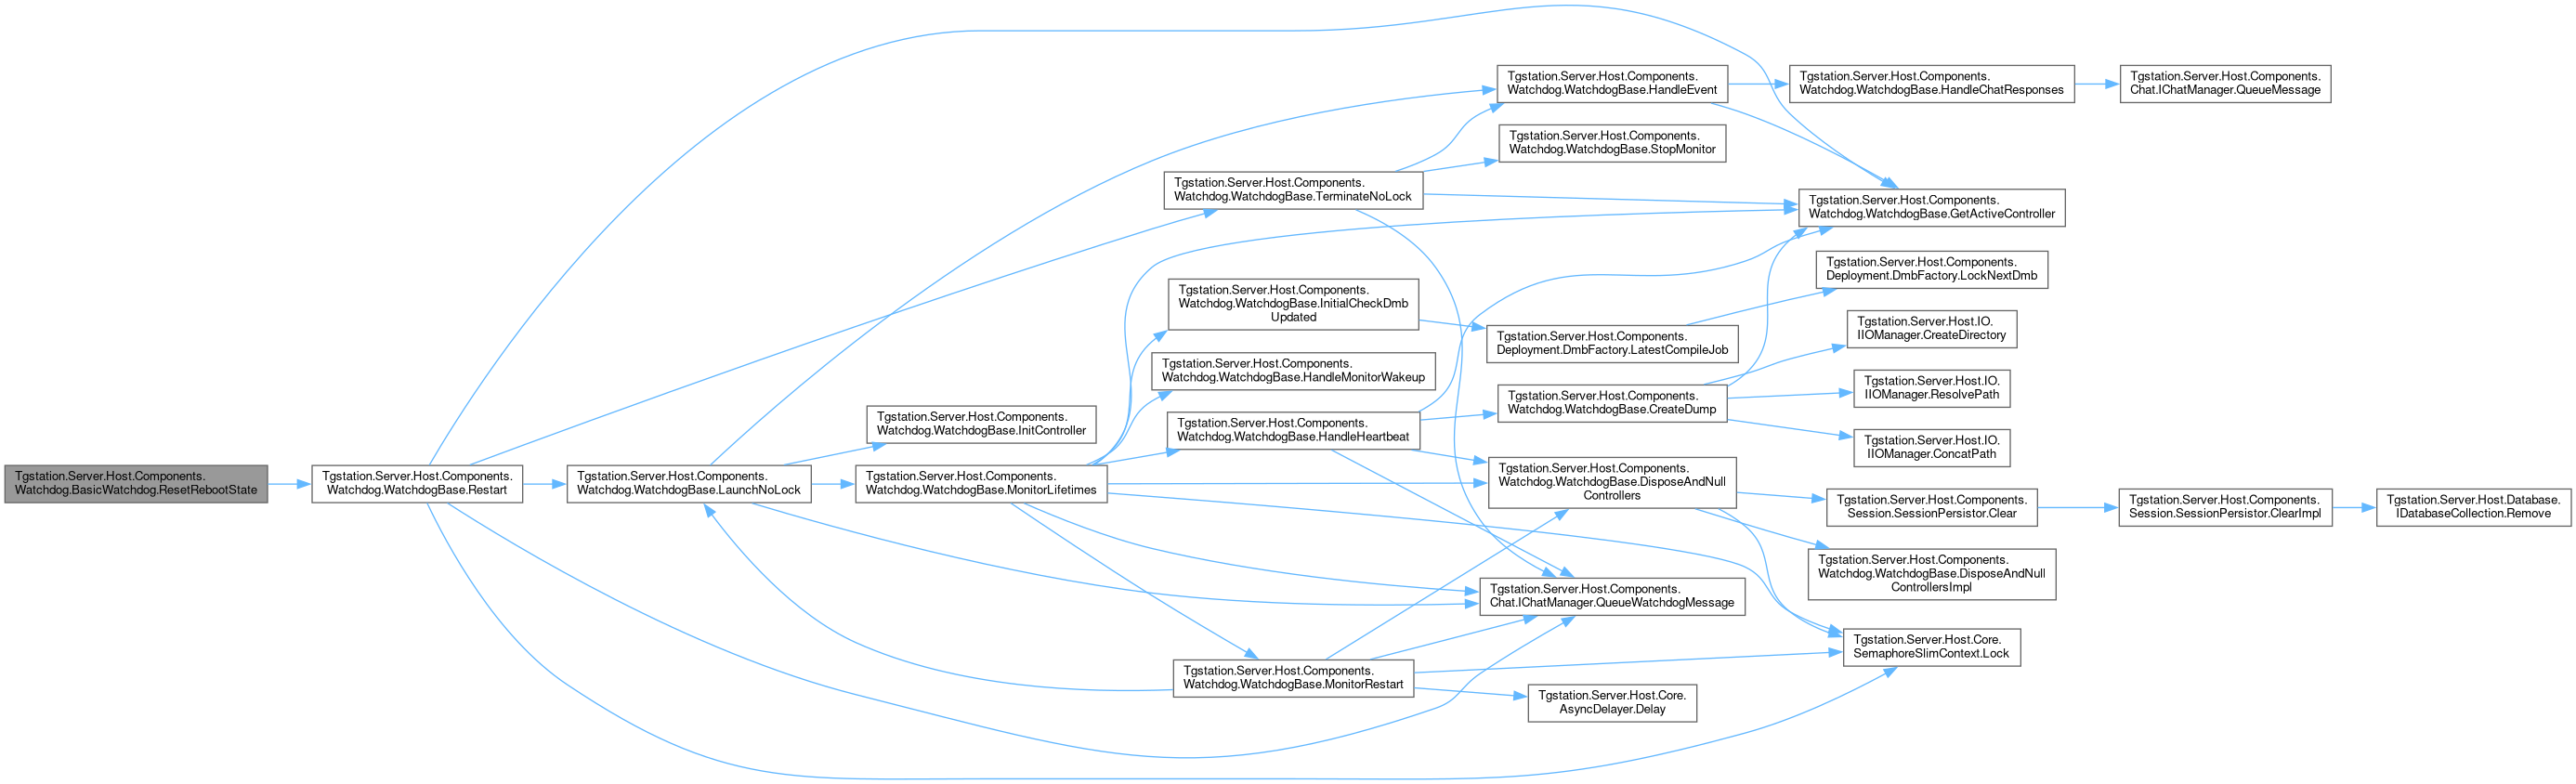 Tgstation.Server.Host.Components.
Watchdog.BasicWatchdog.ResetRebootState
Tgstation.Server.Host.Components.
Watchdog.WatchdogBase.Restart
Tgstation.Server.Host.Components.
Watchdog.WatchdogBase.LaunchNoLock
Tgstation.Server.Host.Components.
Watchdog.WatchdogBase.InitController
Tgstation.Server.Host.Components.
Watchdog.WatchdogBase.MonitorLifetimes
Tgstation.Server.Host.Components.
Watchdog.WatchdogBase.TerminateNoLock
Tgstation.Server.Host.Components.
Watchdog.WatchdogBase.InitialCheckDmb
Updated
Tgstation.Server.Host.Components.
Watchdog.WatchdogBase.HandleMonitorWakeup
Tgstation.Server.Host.Components.
Watchdog.WatchdogBase.HandleHeartbeat
Tgstation.Server.Host.Components.
Watchdog.WatchdogBase.MonitorRestart
Tgstation.Server.Host.Components.
Watchdog.WatchdogBase.HandleEvent
Tgstation.Server.Host.Components.
Watchdog.WatchdogBase.StopMonitor
Tgstation.Server.Host.Components.
Deployment.DmbFactory.LatestCompileJob
Tgstation.Server.Host.Components.
Watchdog.WatchdogBase.CreateDump
Tgstation.Server.Host.Components.
Watchdog.WatchdogBase.DisposeAndNull
Controllers
Tgstation.Server.Host.Components.
Chat.IChatManager.QueueWatchdogMessage
Tgstation.Server.Host.Core.
AsyncDelayer.Delay
Tgstation.Server.Host.Components.
Watchdog.WatchdogBase.HandleChatResponses
Tgstation.Server.Host.Components.
Watchdog.WatchdogBase.GetActiveController
Tgstation.Server.Host.Components.
Deployment.DmbFactory.LockNextDmb
Tgstation.Server.Host.IO.
IIOManager.CreateDirectory
Tgstation.Server.Host.IO.
IIOManager.ResolvePath
Tgstation.Server.Host.IO.
IIOManager.ConcatPath
Tgstation.Server.Host.Components.
Session.SessionPersistor.Clear
Tgstation.Server.Host.Components.
Watchdog.WatchdogBase.DisposeAndNull
ControllersImpl
Tgstation.Server.Host.Core.
SemaphoreSlimContext.Lock
Tgstation.Server.Host.Components.
Chat.IChatManager.QueueMessage
Tgstation.Server.Host.Components.
Session.SessionPersistor.ClearImpl
Tgstation.Server.Host.Database.
IDatabaseCollection.Remove